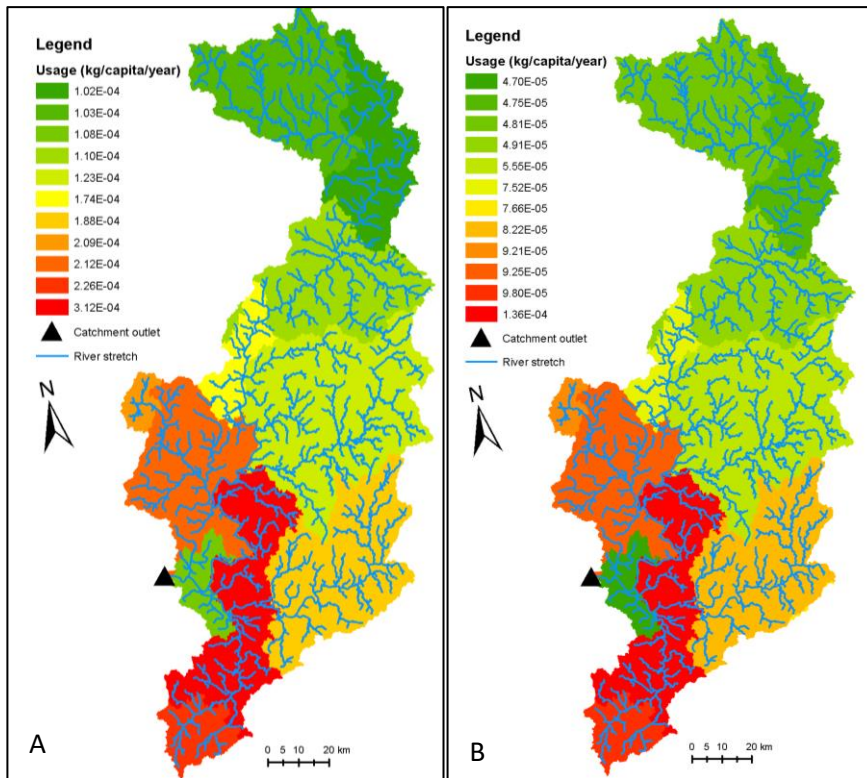 Legend
Usage (kg/capita/year)
1.02E-04
1.03E-04
1.08E-04
1.10E-04
1.23E-04
1.74E-04
1.88E-04
2.09E-04
2.12E-04
2.26E-04
3.12E-04
Catchment outlet
River stretch
N
0 5 10 20 km
A
Legend
Usage (kg/capita/year)
4.70E-05
4.75E-05
4.81E-05
4.91E-05
5.55E-05
7.52E-05
7.66E-05
8.22E-05
9.21E-05
9.25E-05
9.80E-05
1.36E-04
Catchment outlet
River stretch
N
0 5 10 20 km
B